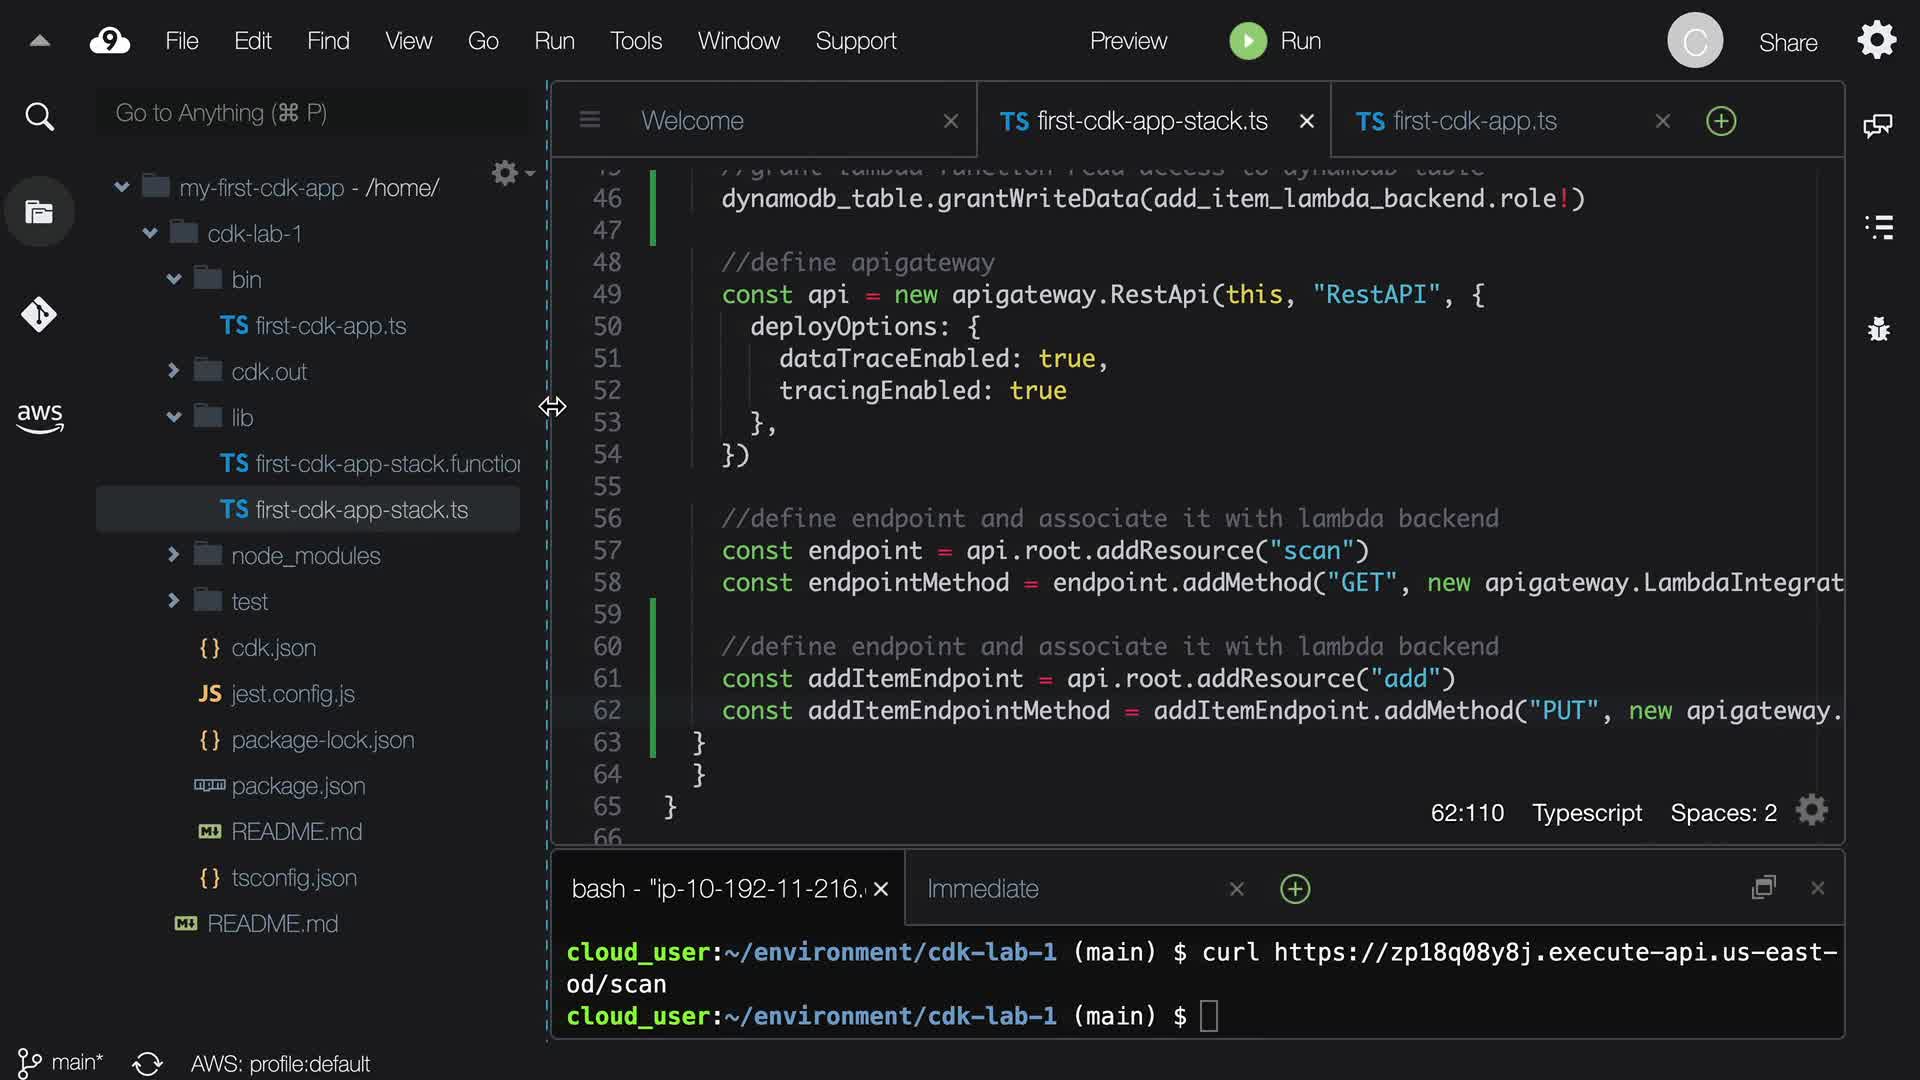 9 File Edit Find View Go Run Tools Window Support Preview Run C Share
Go to Anything (⌘ P)
my-first-cdk-app - /home/
cdk-lab-1
bin
TS first-cdk-app.ts
cdk.out
lib
TS first-cdk-app-stack.function
TS first-cdk-app-stack.ts
node_modules
test
{} cdk.json
JS jest.config.js
{} package-lock.json
package.json
M README.md
{} tsconfig.json
M README.md
aws
Welcome
TS first-cdk-app-stack.ts
TS first-cdk-app.ts
45 //grant lambda function read access to dynamodb table
46 dynamodb_table.grantWriteData(add_item_lambda_backend.role!)
47
48 //define apigateway
49 const api = new apigateway.RestApi(this, "RestAPI", {
50 deployOptions: {
51 dataTraceEnabled: true,
52 tracingEnabled: true
53 },
54 })
55
56 //define endpoint and associate it with lambda backend
57 const endpoint = api.root.addResource("scan")
58 const endpointMethod = endpoint.addMethod("GET", new apigateway.LambdaIntegrat
59
60 //define endpoint and associate it with lambda backend
61 const addItemEndpoint = api.root.addResource("add")
62 const addItemEndpointMethod = addItemEndpoint.addMethod("PUT", new apigateway.
63 }
64 }
65 }
66
62:110 Typescript Spaces: 2
bash - "ip-10-192-11-216.
Immediate
cloud_user:~/environment/cdk-lab-1 (main) $ curl https://zp18q08y8j.execute-api.us-east-
od/scan
cloud_user:~/environment/cdk-lab-1 (main) $
main* AWS: profile:default